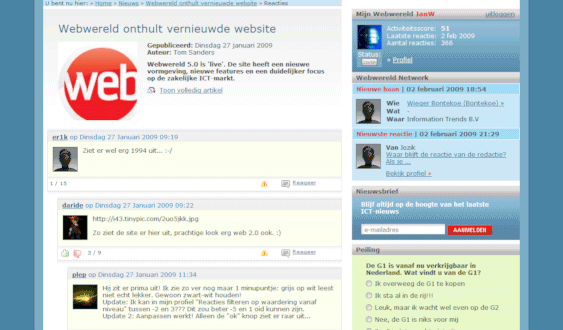 U bent nu hier: » Home » Nieuws » Webwereld onthult vernieuwde website » Reacties
Webwereld onthult vernieuwde website
web
Gepubliceerd: Dinsdag 27 januari 2009
Auteur: Tom Sanders
Webwereld 5.0 is 'live'. De site heeft een nieuwe
vormgeving, nieuwe features en een duidelijker focus
op de zakelijke ICT-markt.
Toon volledig artikel
er1k op Dinsdag 27 Januari 2009 09:19
Ziet er wel erg 1994 uit... :-/
1 / 15
Reageer
daride op Dinsdag 27 Januari 2009 09:22
http://i43.tinypic.com/2uo5jkk.jpg
Zo ziet de site er hier uit, prachtige look erg web 2.0 ook. :)
3 / 9
Reageer
plep op Dinsdag 27 Januari 2009 11:34
Hij zit er prima uit! Ik zie zo ver nog maar 1 minupuntje: grijs op wit leest
niet echt lekker. Gewoon zwart-wit houden!
Update: Ik kan in mijn profiel "Reacties filteren op waardering vanaf
niveau" tussen -2 en 3??? Dit zou beter -5 en 1 oid kunnen zijn.
Update 2: Aanpassen werkt! Alleen de "ok" knop ziet er raar uit...
Mijn Webwereld JanW
uitloggen
Activiteitsscore: 51
Laatste reactie: 2 feb 2009
Aantal reacties: 266
Status:
» Profiel
Webwereld Netwerk
Nieuwe buur | 02 februari 2009 18:54
Wie Wieger Bontekoe (Bontekoe) »
Wat -
Waar Information Trends B.V
Nieuwste reactie | 02 februari 2009 21:29
Van Jozik
Waar blijft de reactie van de redactie?
Als je ...
Bekijk profiel »
Nieuwsbrief
Blijf altijd op de hoogte van het laatste
ICT-nieuws
e-mailadres
AANMELDEN
Peiling
De G1 is vanaf nu verkrijgbaar in
Nederland. Wat vindt u van de G1?
Ik overweeg de G1 te kopen
Ik sta al in de rij!!!
Leuk, maar ik wacht wel even op de G2
Nee, de G1 is niks voor mij